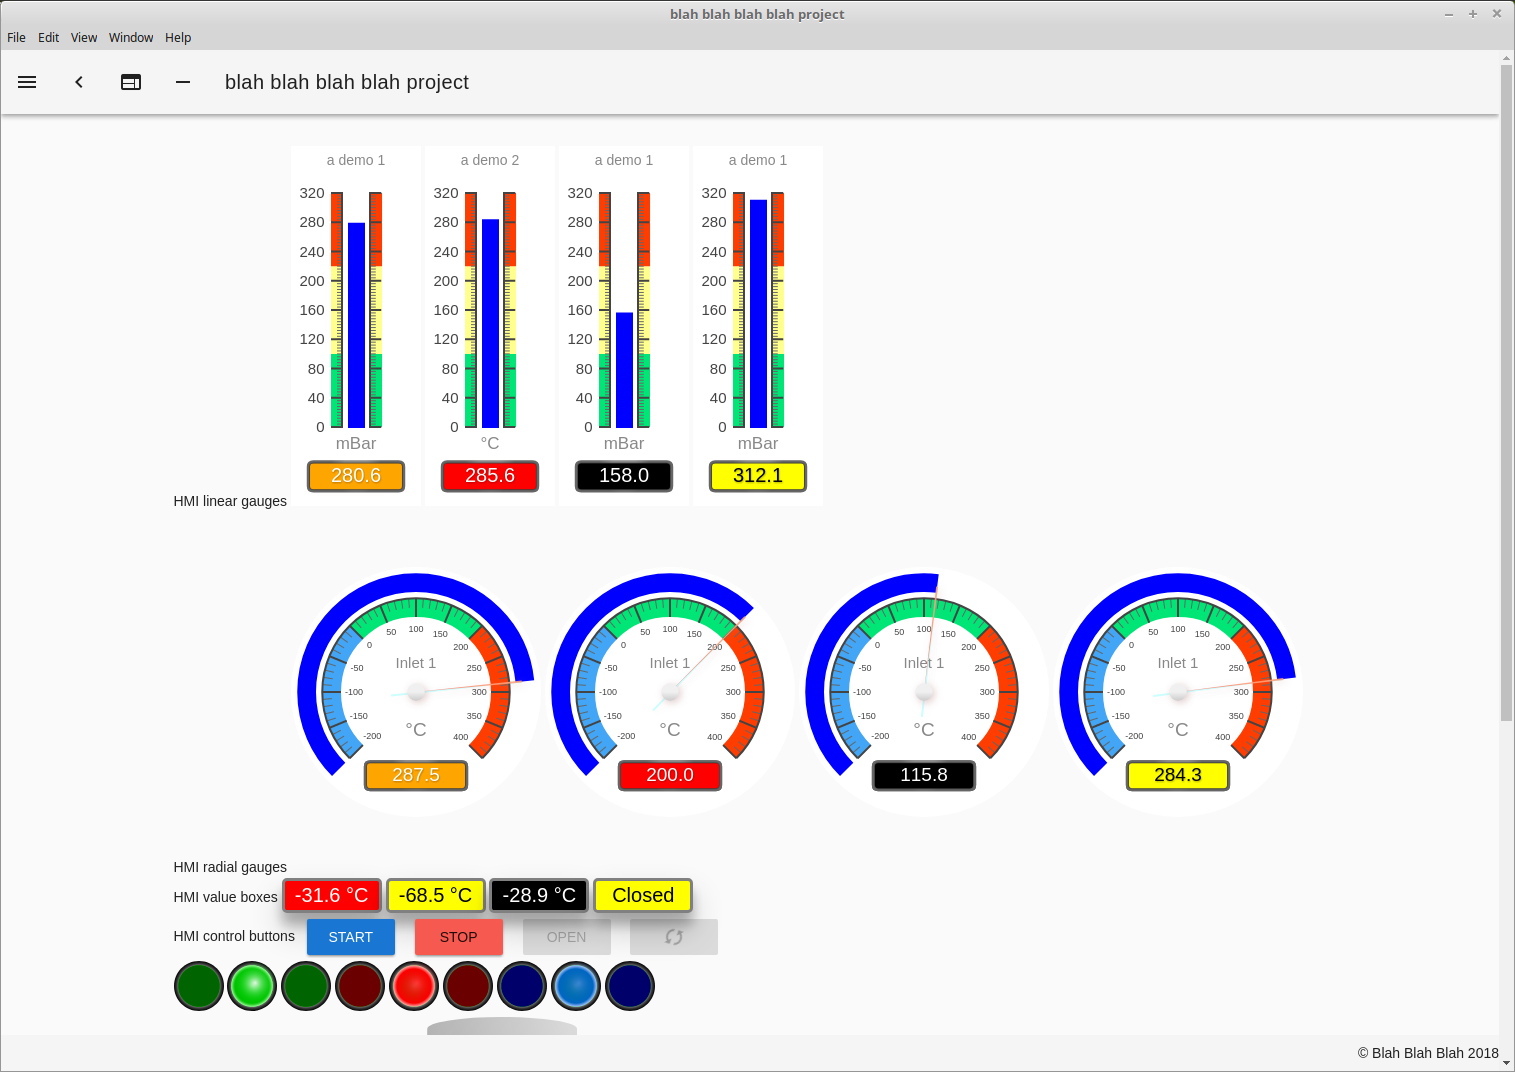 blah blah blah blah project
File Edit View Window Help
blah blah blah blah project
a demo 1 a demo 2 a demo 1 a demo 1
320 320 320 320
280 280 280 280
240 240 240 240
200 200 200 200
160 160 160 160
120 120 120 120
80 80 80 80
40 40 40 40
0 0 0 0
mBar °C mBar mBar
280.6 285.6 158.0 312.1
HMI linear gauges
-200 -150 -100 -50 0 50 100 150 200 250 300 350 400
Inlet 1
°C
287.5
-200 -150 -100 -50 0 50 100 150 200 250 300 350 400
Inlet 1
°C
200.0
-200 -150 -100 -50 0 50 100 150 200 250 300 350 400
Inlet 1
°C
115.8
-200 -150 -100 -50 0 50 100 150 200 250 300 350 400
Inlet 1
°C
284.3
HMI radial gauges
HMI value boxes -31.6 °C -68.5 °C -28.9 °C Closed
HMI control buttons START STOP OPEN
© Blah Blah Blah 2018